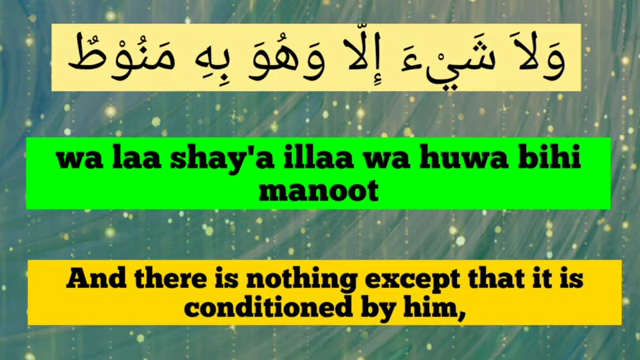 وَلاَ شَيْءَ إِلَّا وَهُوَ بِهِ مَنُوْطٌ
wa laa shay'a illaa wa huwa bihi
manoot
And there is nothing except that it is
conditioned by him,